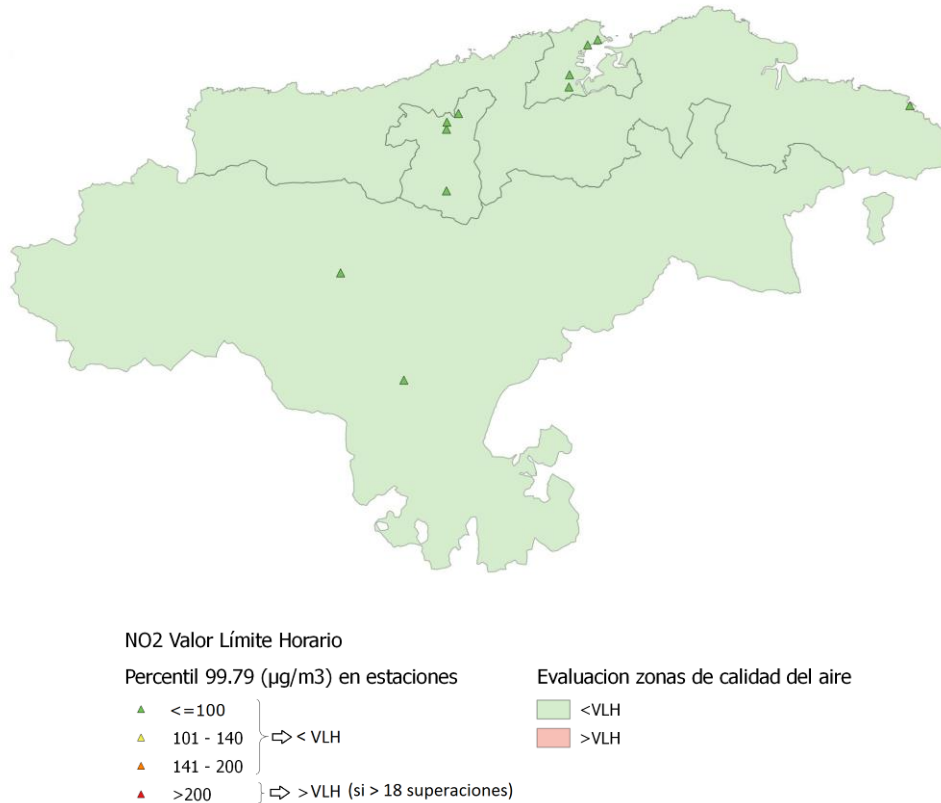 NO2 Valor Límite Horario
Percentil 99.79 (µg/m3) en estaciones
<=100
101 - 140
141 - 200
⇨ < VLH
>200
⇨ >VLH (si > 18 superaciones)
Evaluacion zonas de calidad del aire
<VLH
>VLH